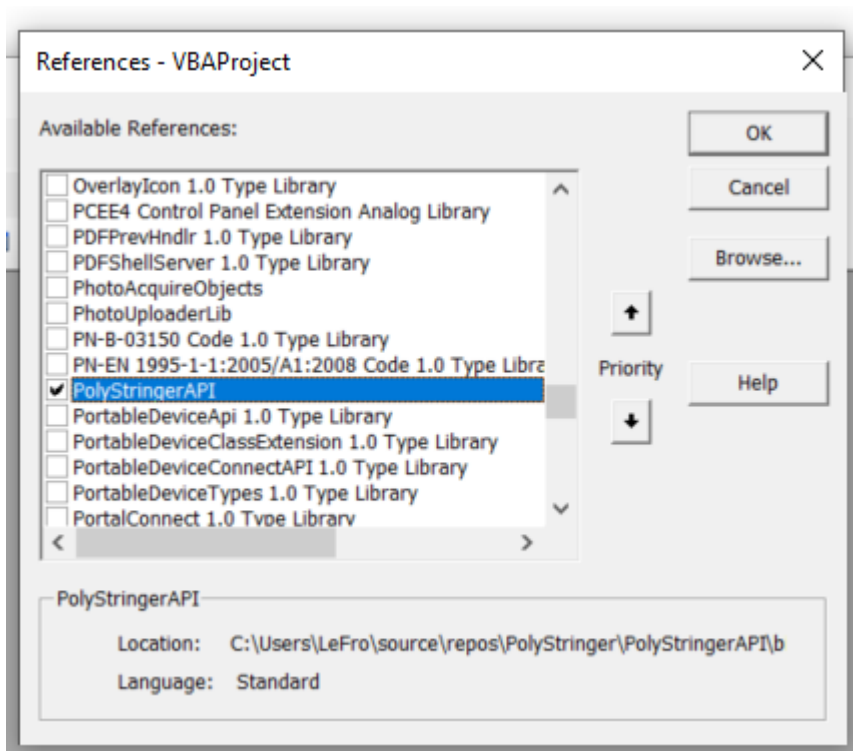 References - VBAProject
Available References:
OK
OverlayIcon 1.0 Type Library
Cancel
PCEE4 Control Panel Extension Analog Library
PDFPrevHndlr 1.0 Type Library
PDFShellServer 1.0 Type Library
Browse...
PhotoAcquireObjects
PhotoUploaderLib
PN-B-03150 Code 1.0 Type Library
PN-EN 1995-1-1:2005/A1:2008 Code 1.0 Type Libra
Priority
PolyStringerAPI
Help
PortableDeviceApi 1.0 Type Library
PortableDeviceClassExtension 1.0 Type Library
PortableDeviceConnectAPI 1.0 Type Library
PortableDeviceTypes 1.0 Type Library
PortalConnect 1.0 Type Library
PolyStringerAPI
Location: C:\Users\LeFro\source\repos\PolyStringer\PolyStringerAPI\b
Language: Standard